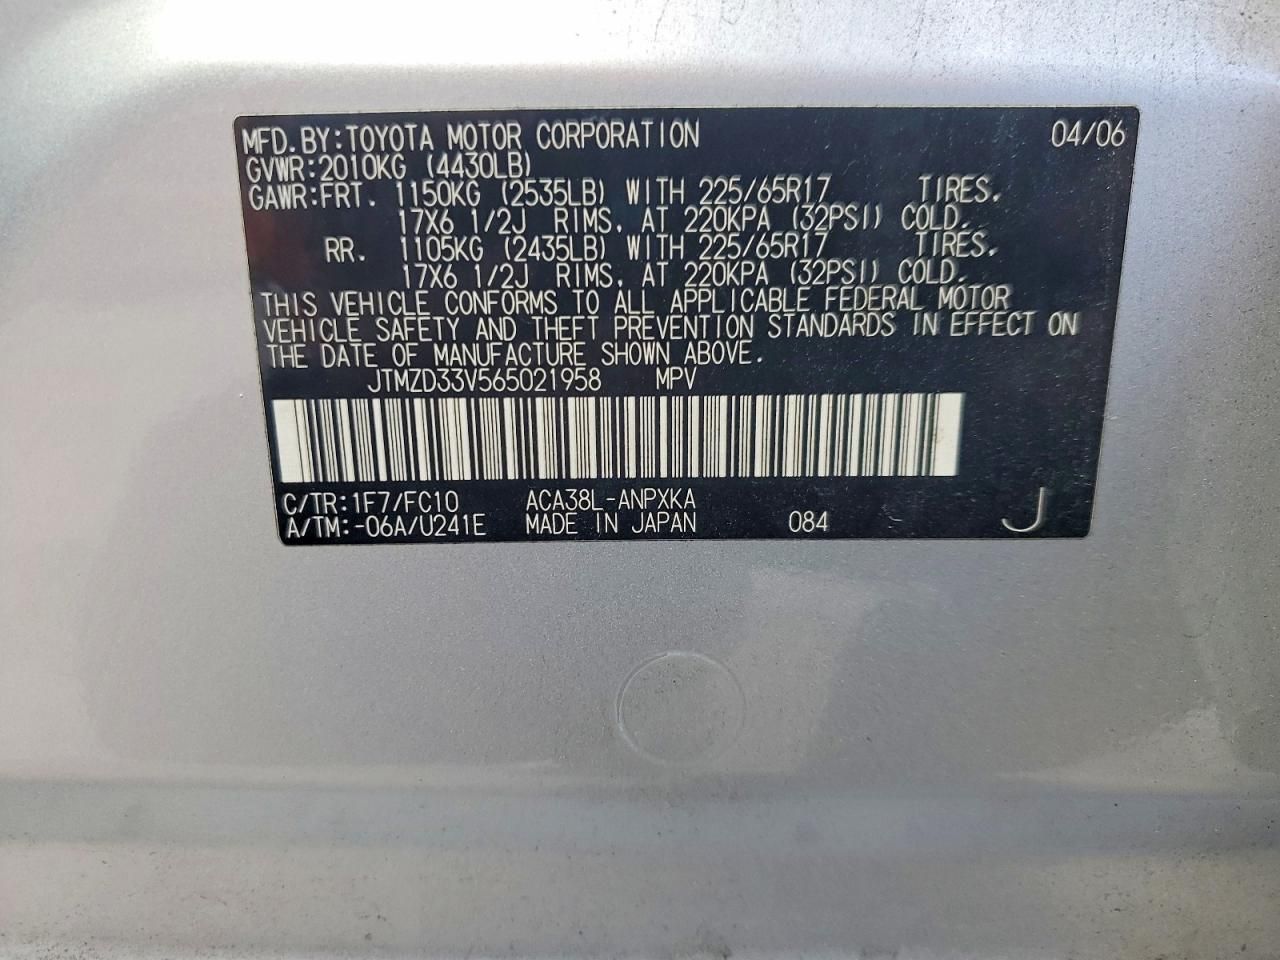 MFD.BY:TOYOTA MOTOR CORPORATION 04/06
GVWR:2010KG (4430LB)
GAWR:FRT. 1150KG (2535LB) WITH 225/65R17 TIRES.
17X6 1/2J RIMS. AT 220KPA (32PSI) COLD.
RR. 1105KG (2435LB) WITH 225/65R17 TIRES.
17X6 1/2J RIMS. AT 220KPA (32PSI) COLD.
THIS VEHICLE CONFORMS TO ALL APPLICABLE FEDERAL MOTOR
VEHICLE SAFETY AND THEFT PREVENTION STANDARDS IN EFFECT ON
THE DATE OF MANUFACTURE SHOWN ABOVE.
JTMZD33V565021958 MPV
C/TR:1F7/FC10 ACA38L-ANPXKA
A/TM:-06A/U241E MADE IN JAPAN 084 J